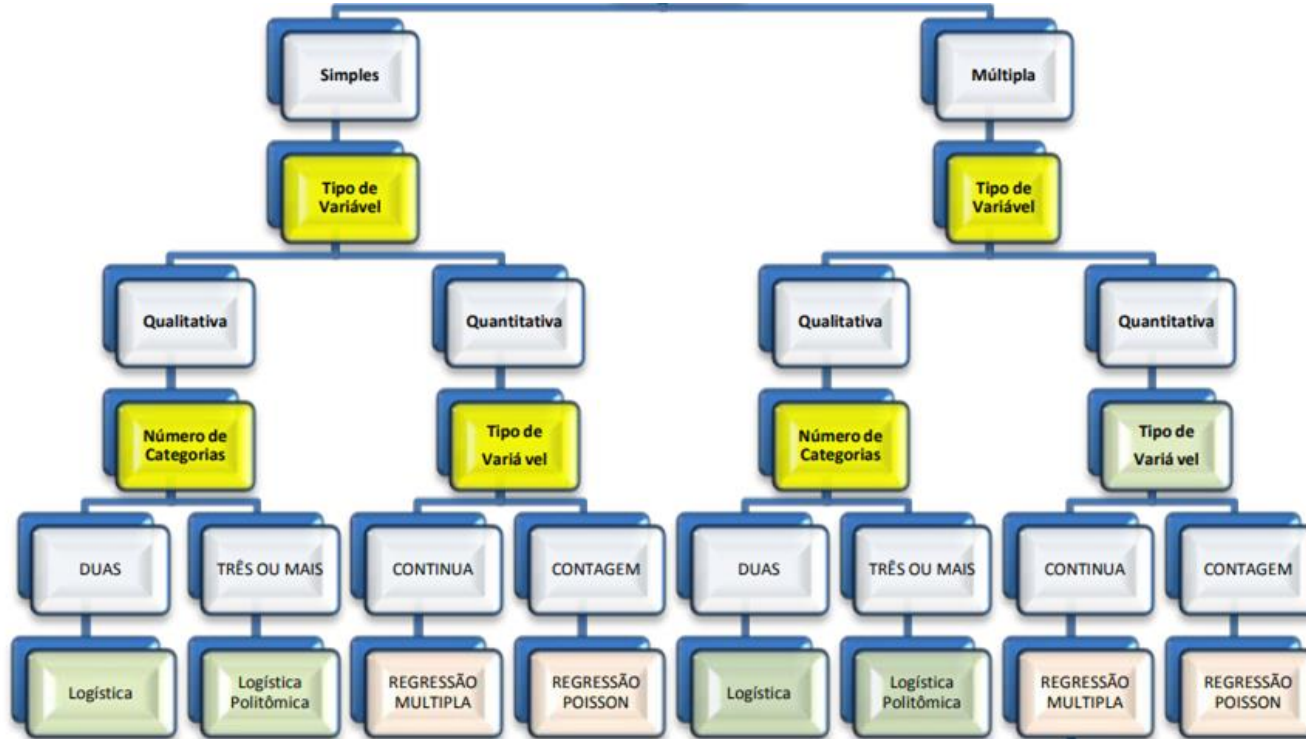 Simples
Múltipla
Tipo de
Variável
Tipo de
Variável
Qualitativa
Quantitativa
Qualitativa
Quantitativa
Número de
Categorias
Tipo de
Variá vel
Número de
Categorias
Tipo de
Variá vel
DUAS
TRÊS OU MAIS
CONTINUA
CONTAGEM
DUAS
TRÊS OU MAIS
CONTINUA
CONTAGEM
Logística
Logística
Politômica
REGRESSÃO
MULTIPLA
REGRESSÃO
POISSON
Logística
Logística
Politômica
REGRESSÃO
MULTIPLA
REGRESSÃO
POISSON